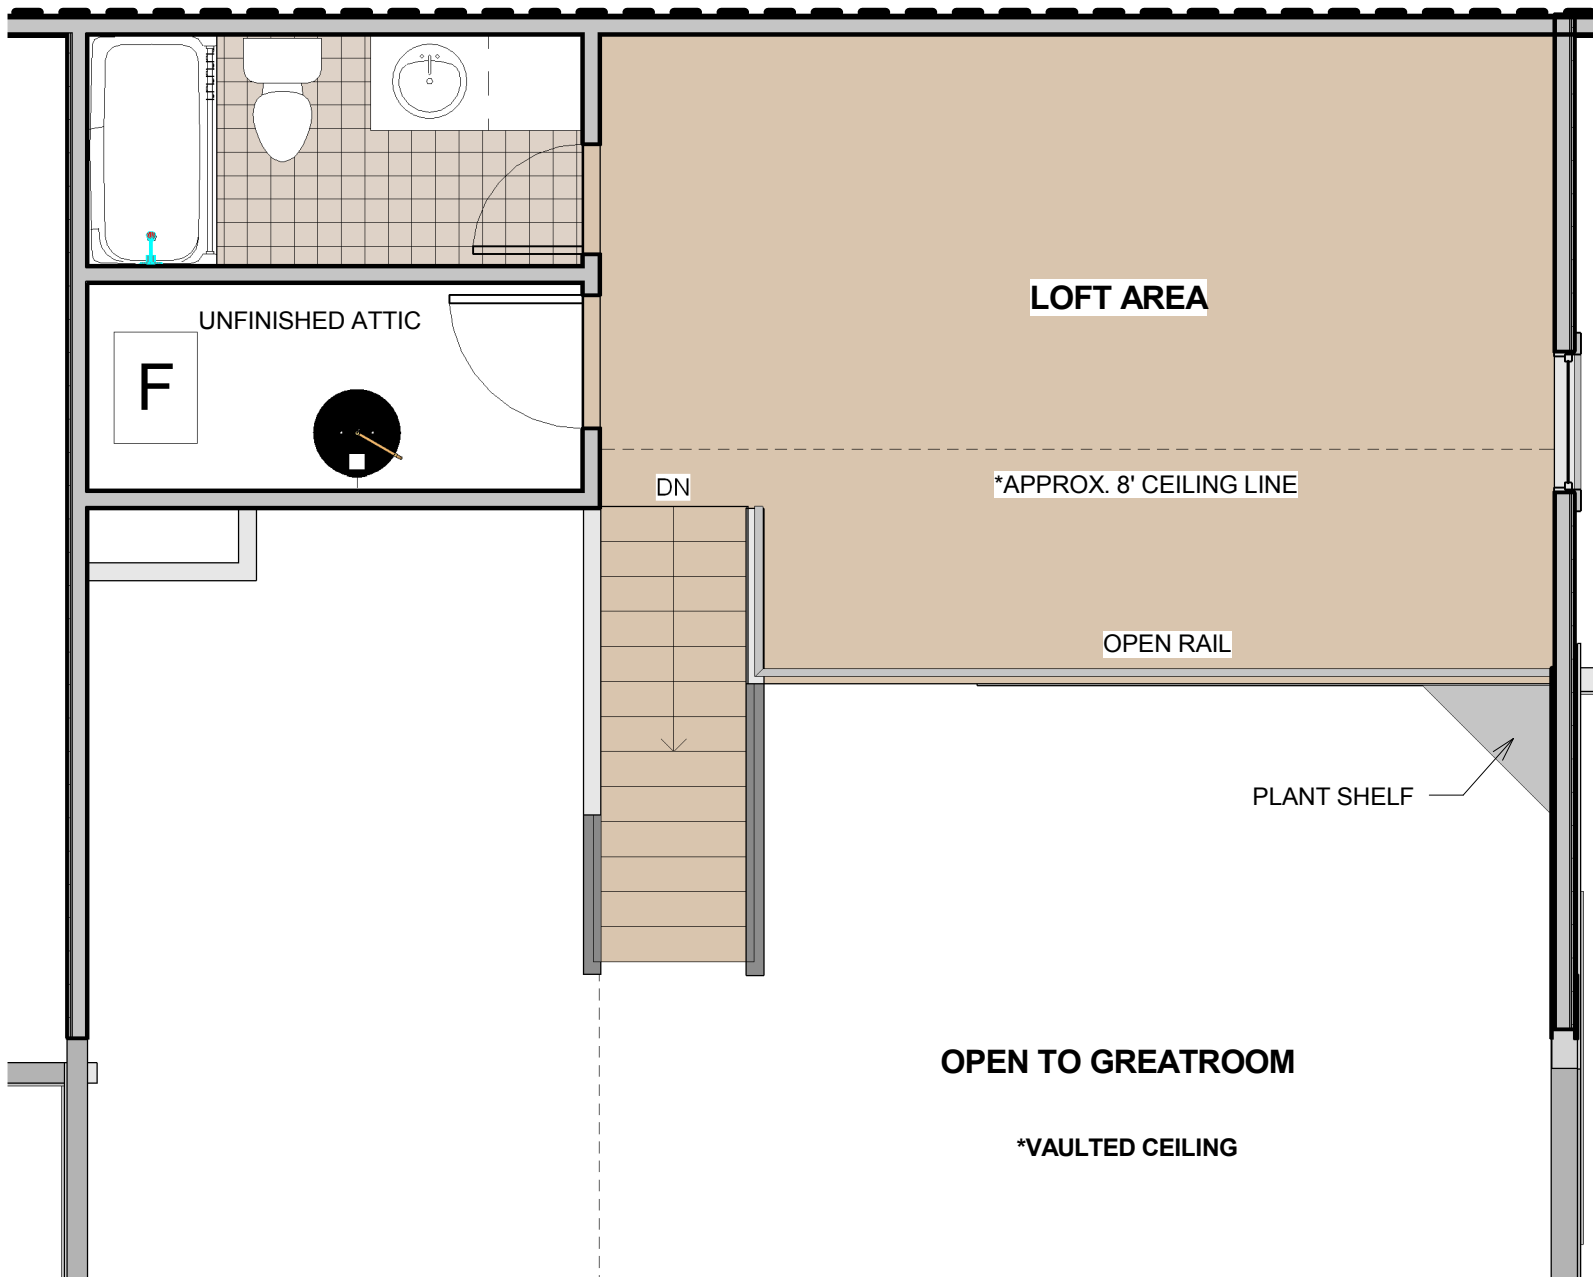 LOFT AREA
UNFINISHED ATTIC
F
*APPROX. 8' CEILING LINE
DN
OPEN RAIL
PLANT SHELF
OPEN TO GREATROOM
*VAULTED CEILING